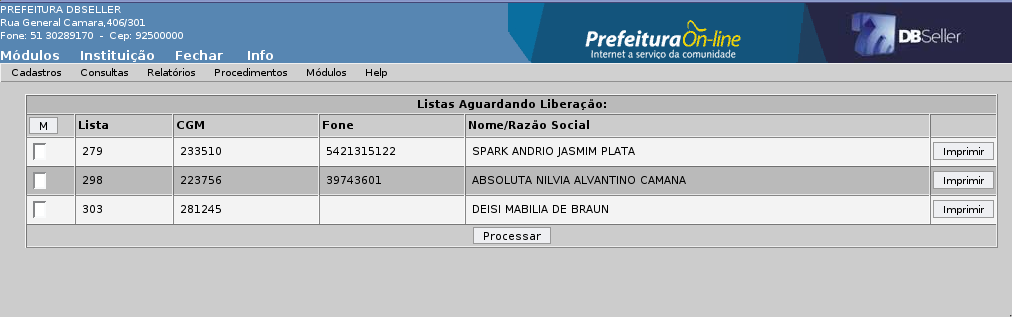 PREFEITURA DBSELLER
Rua General Camara,406/301
Fone: 51 30289170 - Cep: 92500000
Módulos Instituição Fechar Info
PrefeituraOn-line
Internet a serviço da comunidade
DBSeller
Cadastros Consultas Relatórios Procedimentos Módulos Help
Listas Aguardando Liberação:
M Lista CGM Fone Nome/Razão Social
279 233510 5421315122 SPARK ANDRIO JASMIM PLATA Imprimir
298 223756 39743601 ABSOLUTA NILVIA ALVANTINO CAMANA Imprimir
303 281245 DEISI MABILIA DE BRAUN Imprimir
Processar